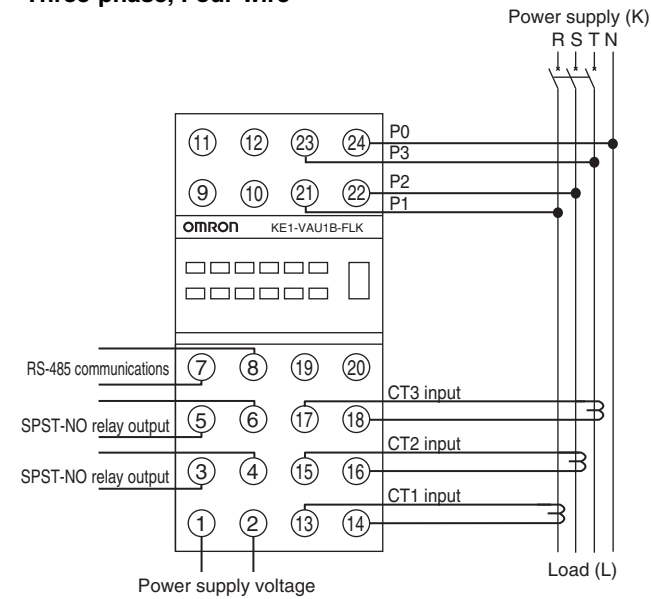 Three-phase, Four-wire
Power supply (K)
R S T N
11 12 23 24
P0
P3
9 10 21 22
P2
P1
OMRON KE1-VAU1B-FLK
RS-485 communications
7 8 19 20
CT3 input
SPST-NO relay output
5 6 17 18
CT2 input
SPST-NO relay output
3 4 15 16
CT1 input
1 2 13 14
Load (L)
Power supply voltage